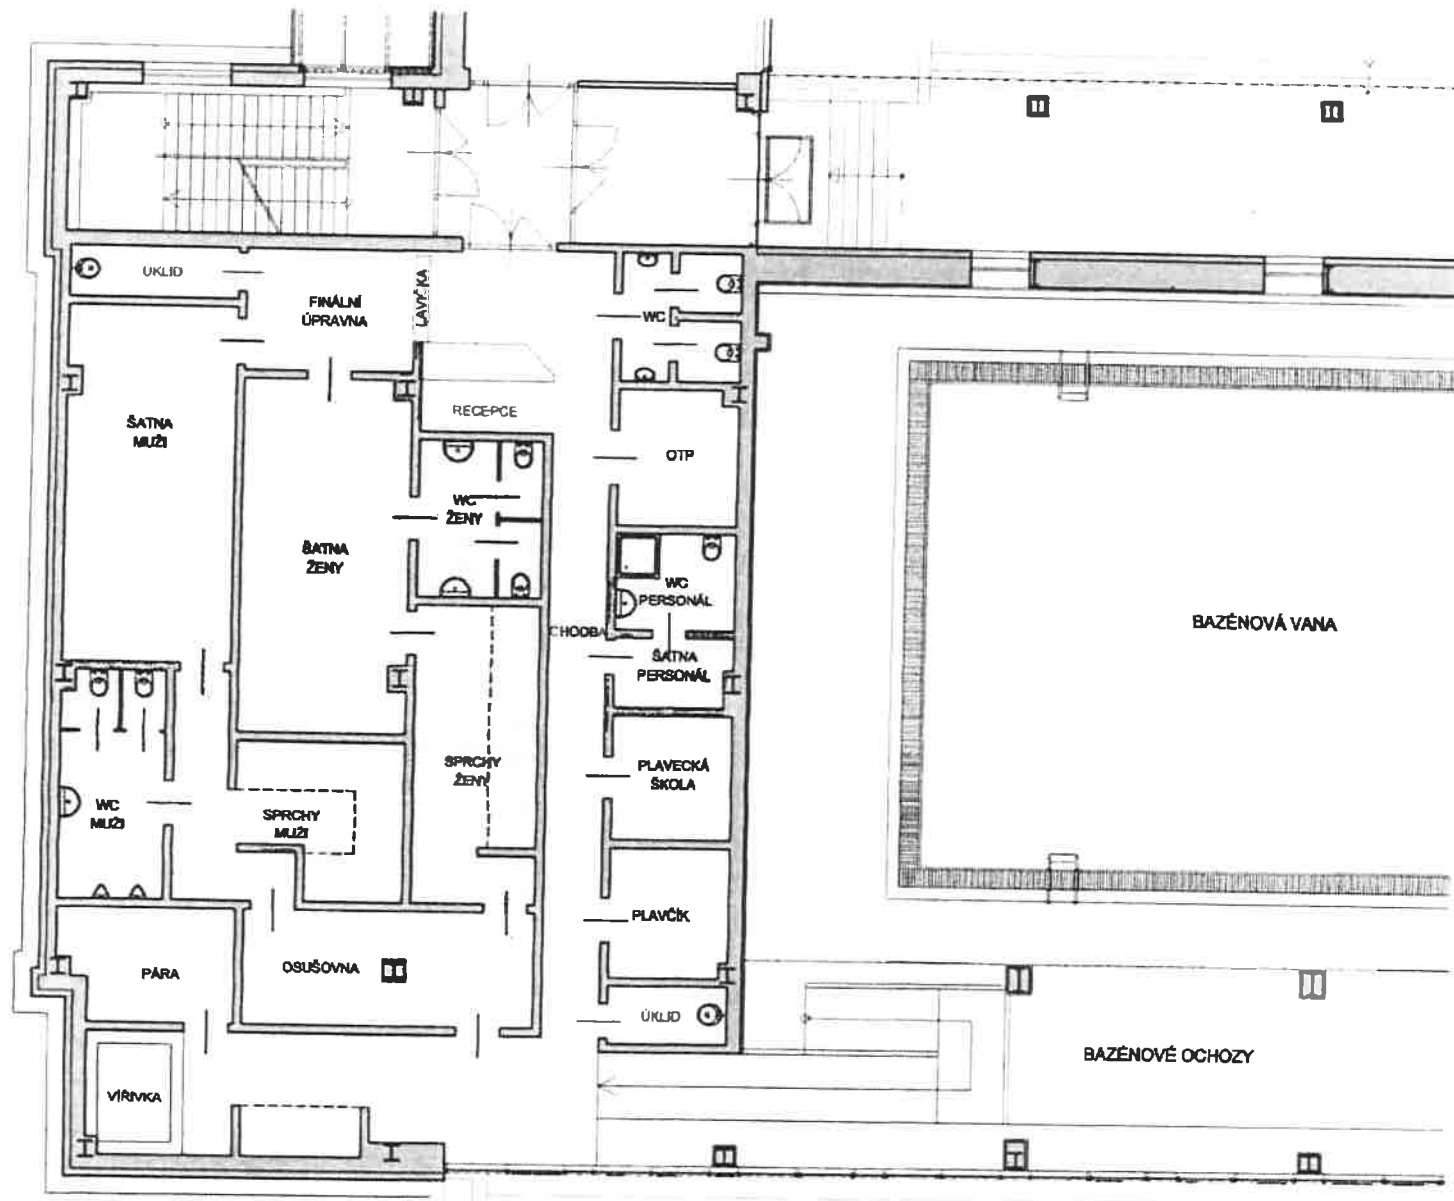 ÚKLID
FINÁLNÍ
ÚPRAVNA
LAVIČKA
WC
RECEPCE
ŠATNA
MUŽI
OTP
WC
ŽENY
ŠATNA
ŽENY
WC
PERSONÁL
BAZÉNOVÁ VANA
CHODBA
ŠATNA
PERSONÁL
SPRCHY
ŽENY
PLAVECKÁ
ŠKOLA
WC
MUŽI
SPRCHY
MUŽI
PLAVČÍK
PÁRA
OSUŠOVNA
ÚKLID
BAZÉNOVÉ OCHOZY
VÍŘIVKA